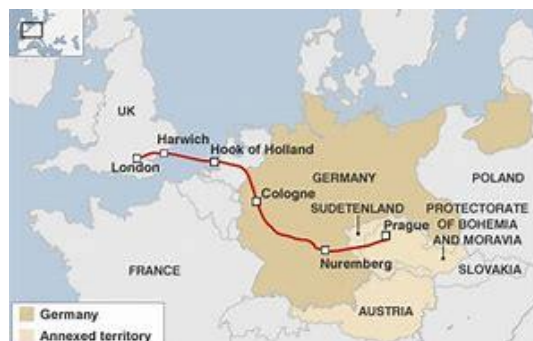 UK
Harwich
London
Hook of Holland
GERMANY
POLAND
Cologne
SUDETENLAND
PROTECTORATE
OF BOHEMIA
AND MORAVIA
Prague
Nuremberg
SLOVAKIA
FRANCE
AUSTRIA
Germany
Annexed territory